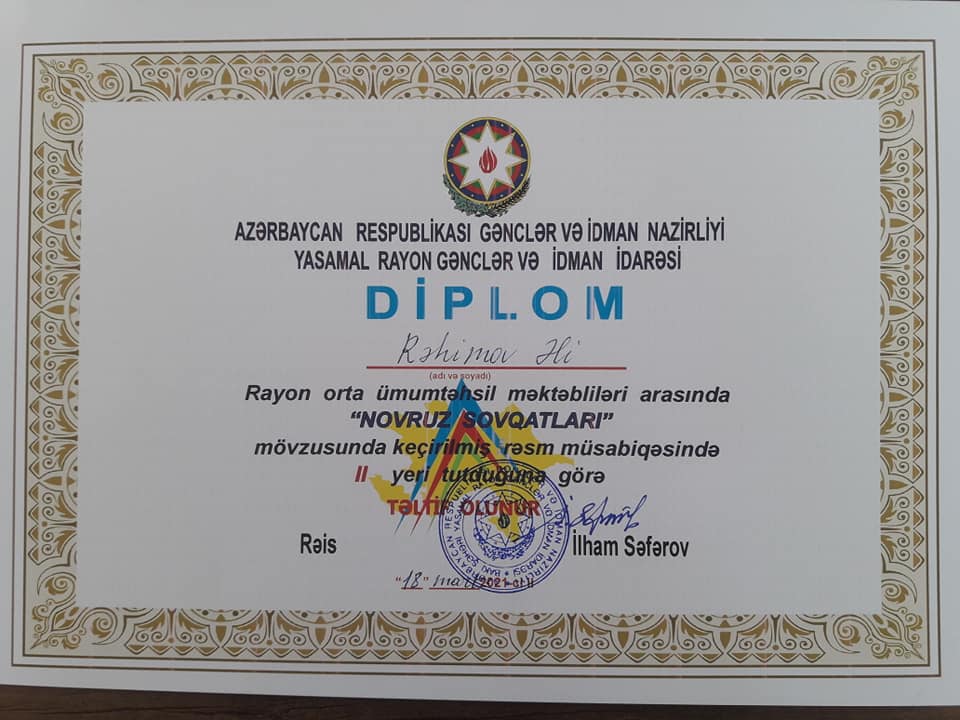 AZƏRBAYCAN RESPUBLİKASI GƏNCLƏR VƏ İDMAN NAZİRLİYİ
YASAMAL RAYON GƏNCLƏR VƏ İDMAN İDARƏSİ
DİPLOM
Rəhimov Əli
(adı və soyadı)
Rayon orta ümumtəhsil məktəbliləri arasında
“NOVRUZ SOVQATLARI”
mövzusunda keçirilmiş rəsm müsabiqəsində
II yeri tutduğuna görə
TƏLTİF OLUNUR
Rəis İlham Səfərov
“18” mart 2021-ci il